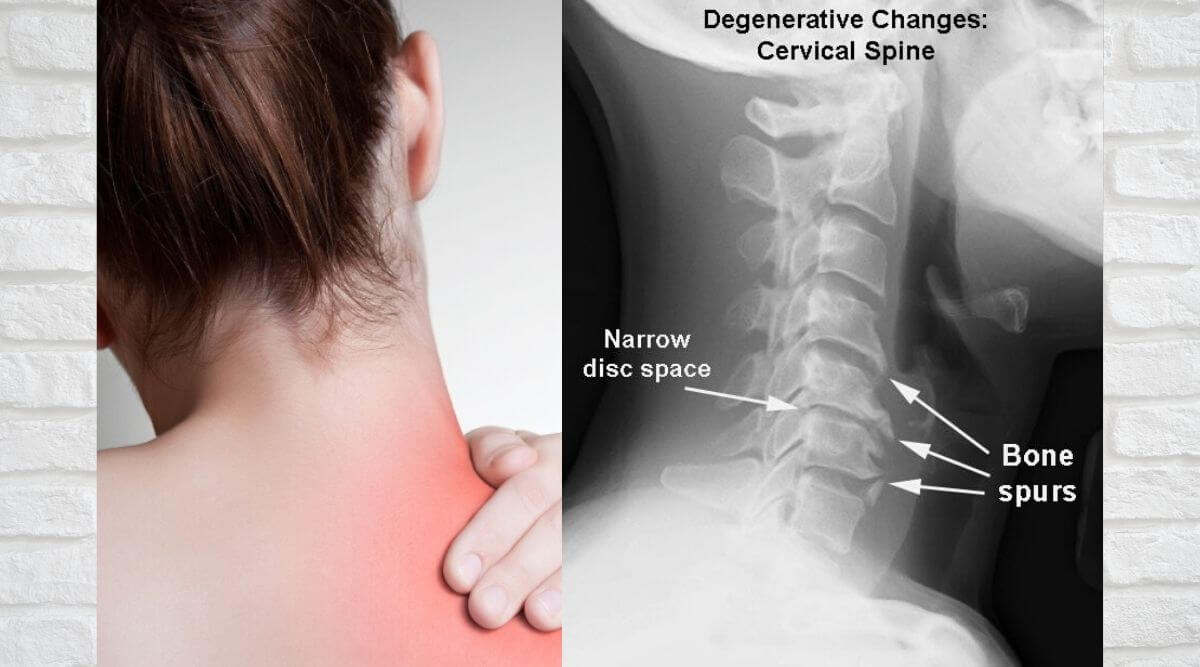 Degenerative Changes:
Cervical Spine
Narrow
disc space
Bone
spurs